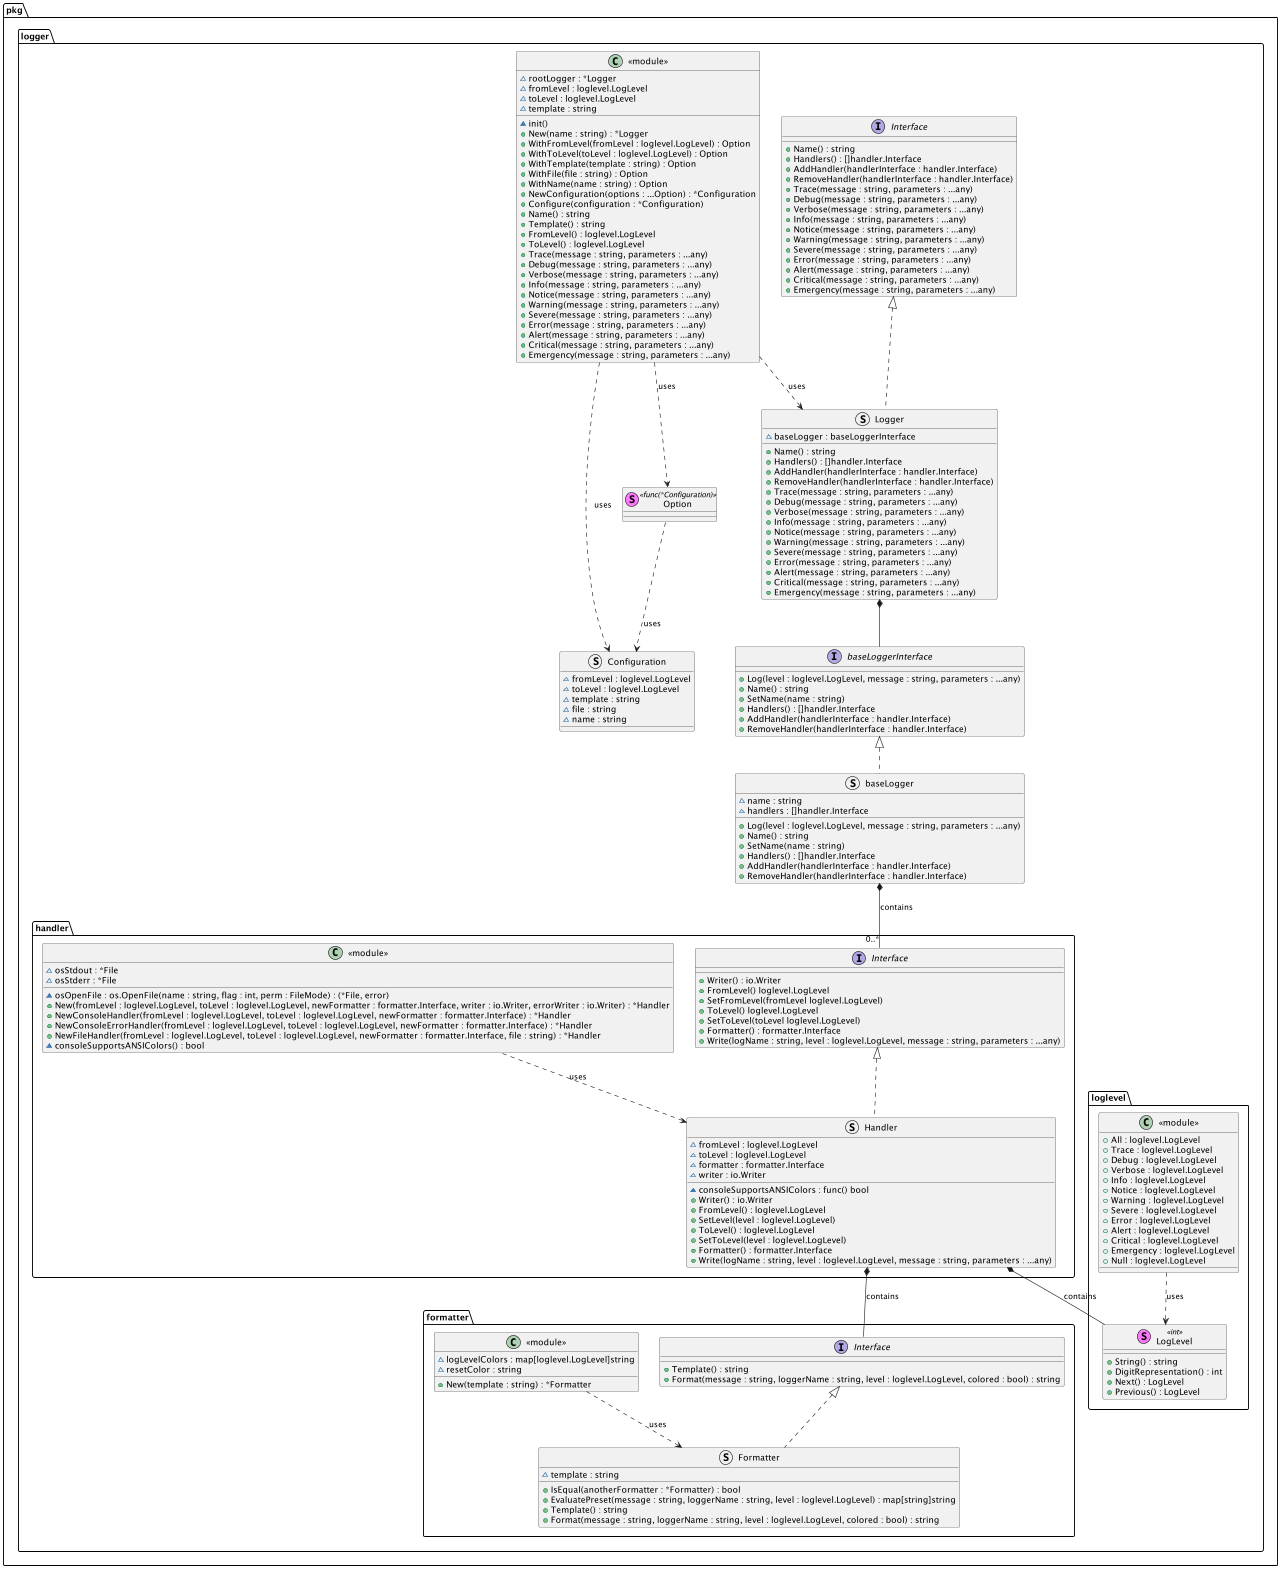 pkg
logger
C «module»
rootLogger : *Logger
fromLevel : loglevel.LogLevel
toLevel : loglevel.LogLevel
template : string
init()
New(name : string) : *Logger
WithFromLevel(fromLevel : loglevel.LogLevel) : Option
WithToLevel(toLevel : loglevel.LogLevel) : Option
WithTemplate(template : string) : Option
WithFile(file : string) : Option
WithName(name : string) : Option
NewConfiguration(options : ...Option) : *Configuration
Configure(configuration : *Configuration)
Name() : string
Template() : string
FromLevel() : loglevel.LogLevel
ToLevel() : loglevel.LogLevel
Trace(message : string, parameters : ...any)
Debug(message : string, parameters : ...any)
Verbose(message : string, parameters : ...any)
Info(message : string, parameters : ...any)
Notice(message : string, parameters : ...any)
Warning(message : string, parameters : ...any)
Severe(message : string, parameters : ...any)
Error(message : string, parameters : ...any)
Alert(message : string, parameters : ...any)
Critical(message : string, parameters : ...any)
Emergency(message : string, parameters : ...any)
I Interface
Name() : string
Handlers() : []handler.Interface
AddHandler(handlerInterface : handler.Interface)
RemoveHandler(handlerInterface : handler.Interface)
Trace(message : string, parameters : ...any)
Debug(message : string, parameters : ...any)
Verbose(message : string, parameters : ...any)
Info(message : string, parameters : ...any)
Notice(message : string, parameters : ...any)
Warning(message : string, parameters : ...any)
Severe(message : string, parameters : ...any)
Error(message : string, parameters : ...any)
Alert(message : string, parameters : ...any)
Critical(message : string, parameters : ...any)
Emergency(message : string, parameters : ...any)
uses
uses
S Logger
baseLogger : baseLoggerInterface
Name() : string
Handlers() : []handler.Interface
AddHandler(handlerInterface : handler.Interface)
RemoveHandler(handlerInterface : handler.Interface)
Trace(message : string, parameters : ...any)
Debug(message : string, parameters : ...any)
Verbose(message : string, parameters : ...any)
Info(message : string, parameters : ...any)
Notice(message : string, parameters : ...any)
Warning(message : string, parameters : ...any)
Severe(message : string, parameters : ...any)
Error(message : string, parameters : ...any)
Alert(message : string, parameters : ...any)
Critical(message : string, parameters : ...any)
Emergency(message : string, parameters : ...any)
S «func(*Configuration)»
Option
uses
uses
S Configuration
fromLevel : loglevel.LogLevel
toLevel : loglevel.LogLevel
template : string
file : string
name : string
I baseLoggerInterface
Log(level : loglevel.LogLevel, message : string, parameters : ...any)
Name() : string
SetName(name : string)
Handlers() : []handler.Interface
AddHandler(handlerInterface : handler.Interface)
RemoveHandler(handlerInterface : handler.Interface)
S baseLogger
name : string
handlers : []handler.Interface
Log(level : loglevel.LogLevel, message : string, parameters : ...any)
Name() : string
SetName(name : string)
Handlers() : []handler.Interface
AddHandler(handlerInterface : handler.Interface)
RemoveHandler(handlerInterface : handler.Interface)
contains
0..*
handler
C «module»
osStdout : *File
osStderr : *File
osOpenFile : os.OpenFile(name : string, flag : int, perm : FileMode) : (*File, error)
New(fromLevel : loglevel.LogLevel, toLevel : loglevel.LogLevel, newFormatter : formatter.Interface, writer : io.Writer, errorWriter : io.Writer) : *Handler
NewConsoleHandler(fromLevel : loglevel.LogLevel, toLevel : loglevel.LogLevel, newFormatter : formatter.Interface) : *Handler
NewConsoleErrorHandler(fromLevel : loglevel.LogLevel, toLevel : loglevel.LogLevel, newFormatter : formatter.Interface) : *Handler
NewFileHandler(fromLevel : loglevel.LogLevel, toLevel : loglevel.LogLevel, newFormatter : formatter.Interface, file : string) : *Handler
consoleSupportsANSIColors() : bool
I Interface
Writer() : io.Writer
FromLevel() loglevel.LogLevel
SetFromLevel(fromLevel loglevel.LogLevel)
ToLevel() loglevel.LogLevel
SetToLevel(toLevel loglevel.LogLevel)
Formatter() : formatter.Interface
Write(logName : string, level : loglevel.LogLevel, message : string, parameters : ...any)
uses
S Handler
fromLevel : loglevel.LogLevel
toLevel : loglevel.LogLevel
formatter : formatter.Interface
writer : io.Writer
consoleSupportsANSIColors : func() bool
Writer() : io.Writer
FromLevel() : loglevel.LogLevel
SetLevel(level : loglevel.LogLevel)
ToLevel() : loglevel.LogLevel
SetToLevel(level : loglevel.LogLevel)
Formatter() : formatter.Interface
Write(logName : string, level : loglevel.LogLevel, message : string, parameters : ...any)
loglevel
C «module»
All : loglevel.LogLevel
Trace : loglevel.LogLevel
Debug : loglevel.LogLevel
Verbose : loglevel.LogLevel
Info : loglevel.LogLevel
Notice : loglevel.LogLevel
Warning : loglevel.LogLevel
Severe : loglevel.LogLevel
Error : loglevel.LogLevel
Alert : loglevel.LogLevel
Critical : loglevel.LogLevel
Emergency : loglevel.LogLevel
Null : loglevel.LogLevel
contains
contains
uses
S «int»
LogLevel
String() : string
DigitRepresentation() : int
Next() : LogLevel
Previous() : LogLevel
formatter
C «module»
logLevelColors : map[loglevel.LogLevel]string
resetColor : string
New(template : string) : *Formatter
I Interface
Template() : string
Format(message : string, loggerName : string, level : loglevel.LogLevel, colored : bool) : string
uses
S Formatter
template : string
IsEqual(anotherFormatter : *Formatter) : bool
EvaluatePreset(message : string, loggerName : string, level : loglevel.LogLevel) : map[string]string
Template() : string
Format(message : string, loggerName : string, level : loglevel.LogLevel, colored : bool) : string